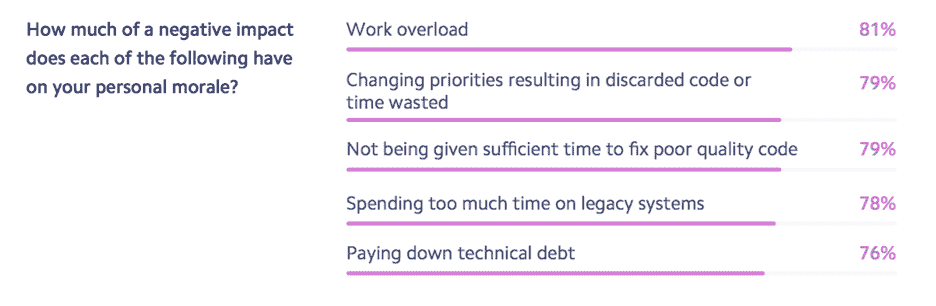 How much of a negative impact
does each of the following have
on your personal morale?
Work overload 81%
Changing priorities resulting in discarded code or
time wasted
79%
Not being given sufficient time to fix poor quality code 79%
Spending too much time on legacy systems 78%
Paying down technical debt 76%